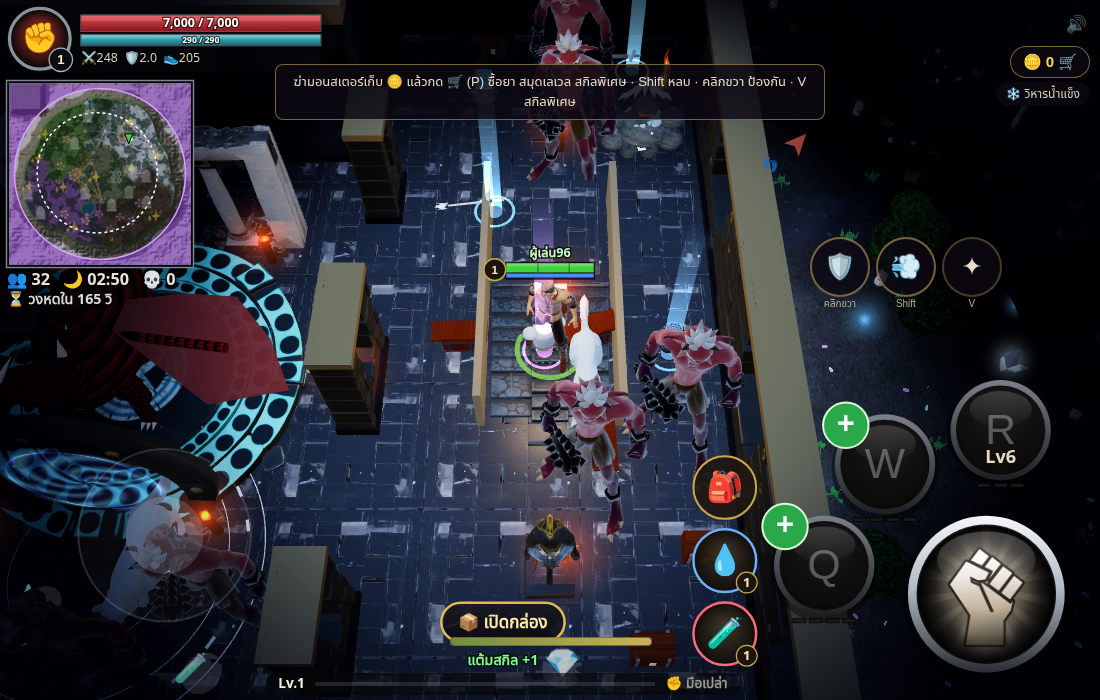 7,000 / 7,000
290 / 290
1
248 2.0 205
ฆ่ามอนสเตอร์เก็บ 🪙 แล้วกด 🛒 (P) ซื้อยา สมุดเลเวล สกิลพิเศษ · Shift หลบ · คลิกขวา ป้องกัน · V
สกิลพิเศษ
0
วิหารน้ำแข็ง
ผู้เล่น96
1
32 02:50 0
วงหดใน 165 วิ
คลิกขวา
Shift
V
+
W
R
Lv6
+
Q
1
1
เปิดกล่อง
แต้มสกิล +1
Lv.1
มือเปล่า